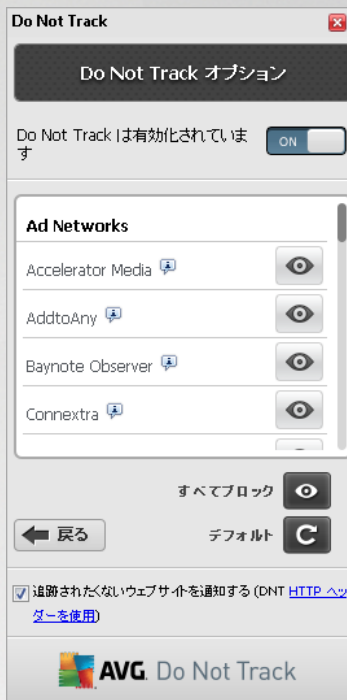 Do Not Track
Do Not Track オプション
Do Not Track は有効化されていま
す
ON
Ad Networks
Accelerator Media
AddtoAny
Baynote Observer
Connextra
すべてブロック
戻る
デフォルト
追跡されたくないウェブサイトを通知する (DNT HTTP ヘッ
ダーを使用)
AVG. Do Not Track